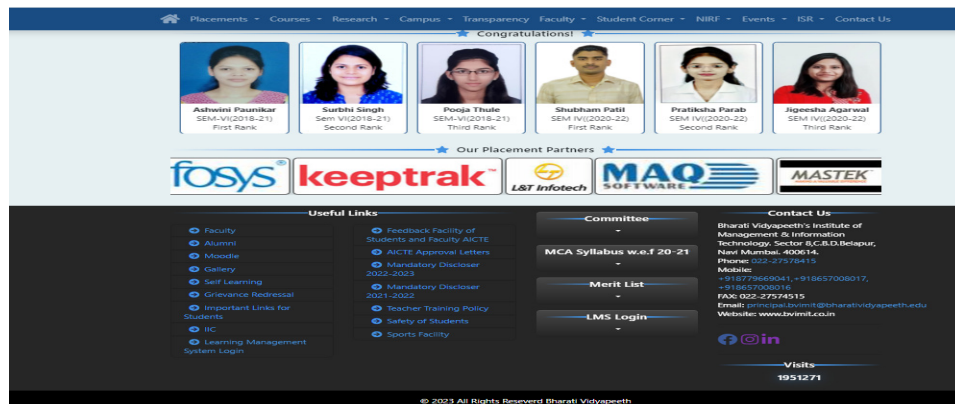 Placements Courses Research Campus Transparency Faculty Student Corner NIRF Events ISR Contact Us
Congratulations!
Ashwini Paunikar
SEM-VI(2018-21)
First Rank
Surbhi Singh
Sem VI(2018-21)
Second Rank
Pooja Thule
SEM-VI(2018-21)
Third Rank
Shubham Patil
SEM IV((2020-22)
First Rank
Pratiksha Parab
SEM IV((2020-22)
Second Rank
Jigeesha Agarwal
SEM IV((2020-22)
Third Rank
Our Placement Partners
fosys®
keeptrak
L&T Infotech
MAQ
SOFTWARE
MASTEK
Useful Links
Faculty
Alumni
Moodle
Gallery
Self Learning
Grievance Redressal
Important Links for
Students
IIC
Learning Management
System Login
Feedback Facility of
Students and Faculty AICTE
AICTE Approval Letters
Mandatory Discloser
2022-2023
Mandatory Discloser
2021-2022
Teacher Training Policy
Safety of Students
Sports Facility
Committee
MCA Syllabus w.e.f 20-21
Merit List
LMS Login
Contact Us
Bharati Vidyapeeth's Institute of
Management & Information
Technology. Sector 8,C.B.D.Belapur,
Navi Mumbai. 400614.
Phone: 022-27578415
Mobile:
+918779669041,+918657008017,
+918657008016
FAX: 022-27574515
Email: principal.bvimit@bharatividyapeeth.edu
Website: www.bvimit.co.in
Visits
1951271
© 2023 All Rights Reseverd Bharati Vidyapeeth